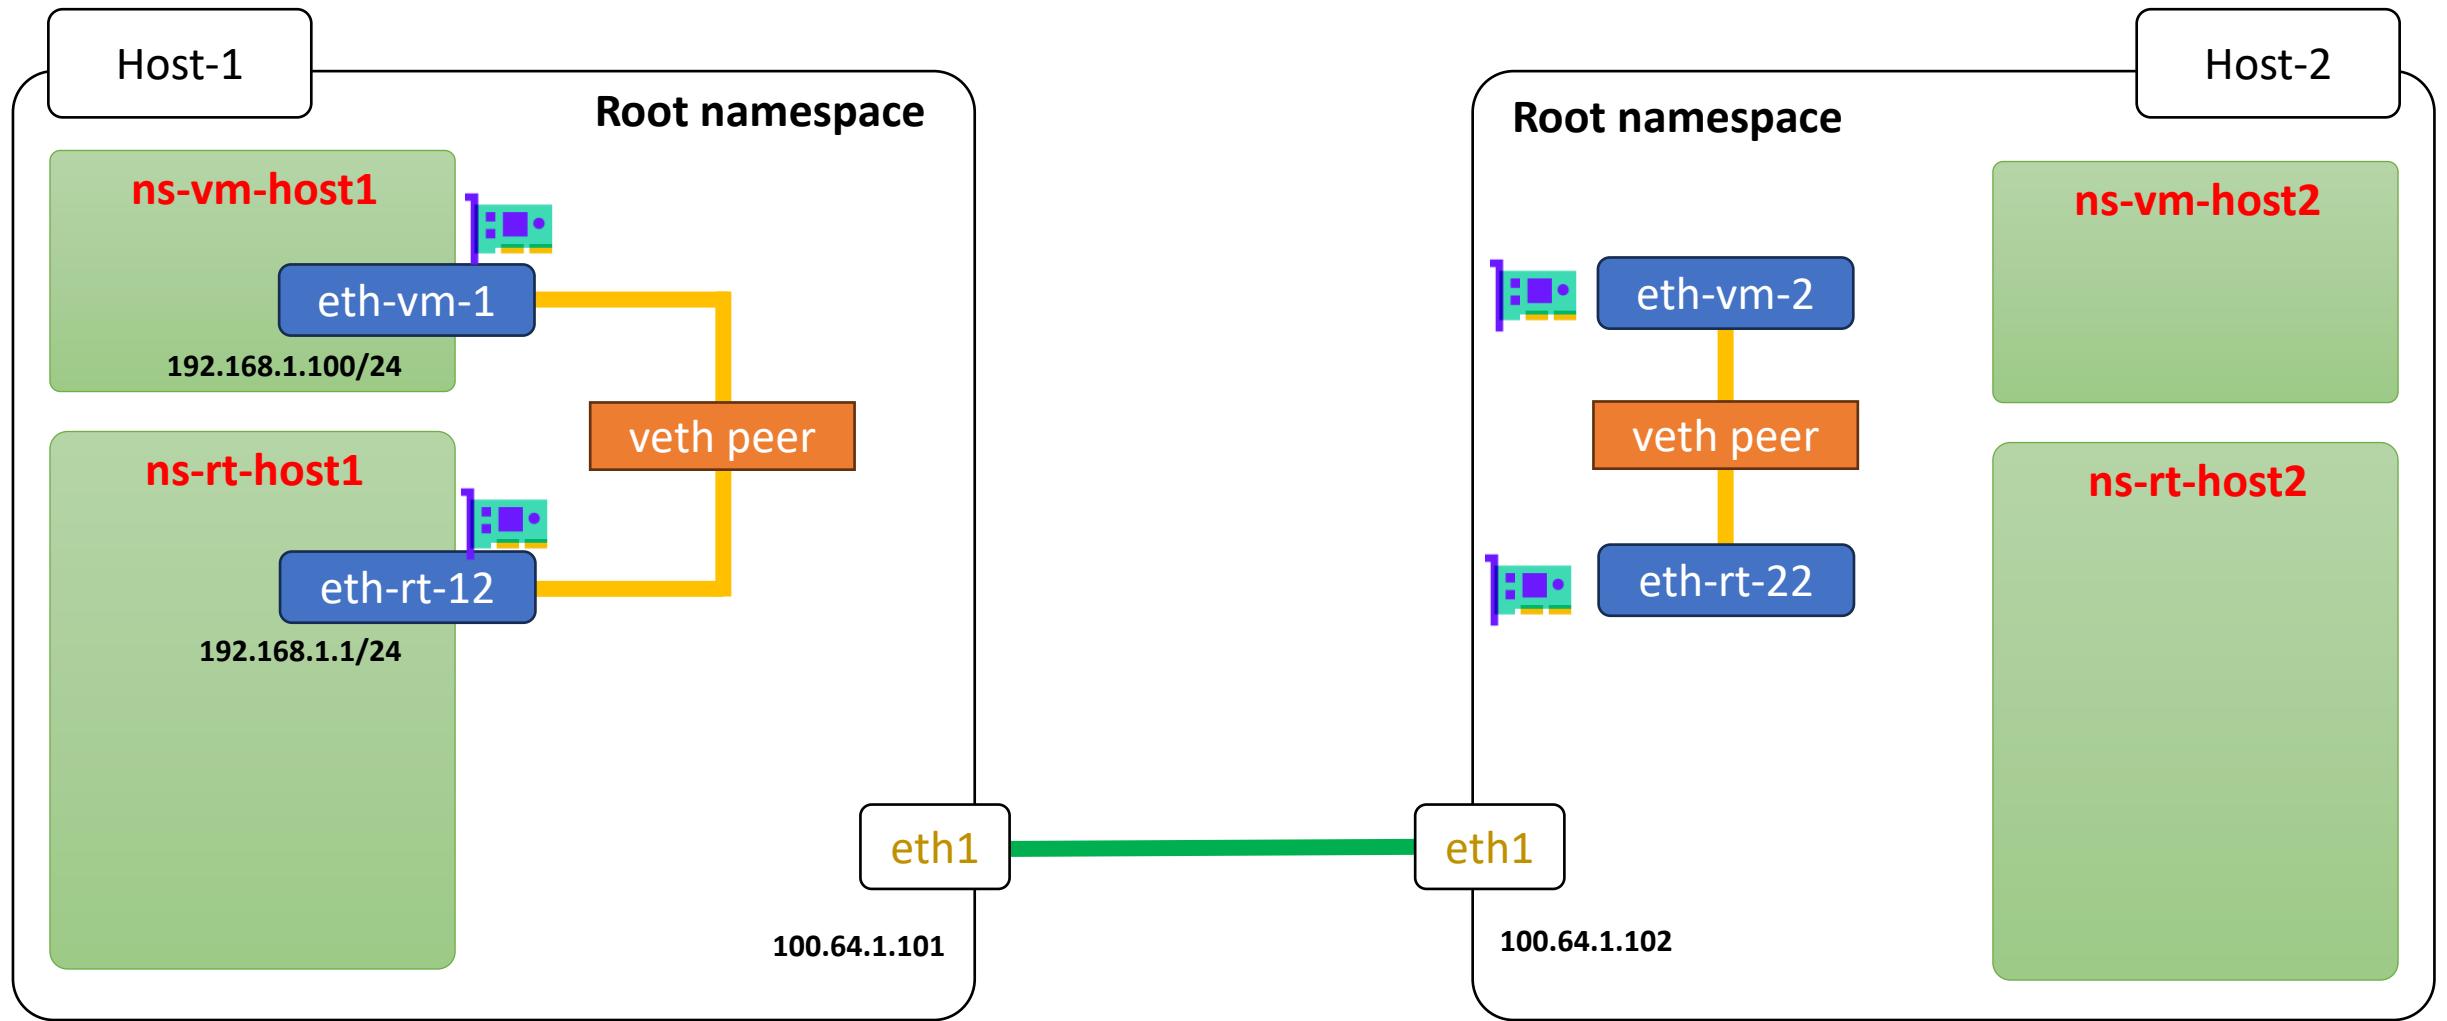 Host-1
Root namespace
ns-vm-host1
eth-vm-1
192.168.1.100/24
veth peer
ns-rt-host1
eth-rt-12
192.168.1.1/24
eth1
100.64.1.101
Host-2
Root namespace
ns-vm-host2
eth-vm-2
veth peer
ns-rt-host2
eth-rt-22
eth1
100.64.1.102